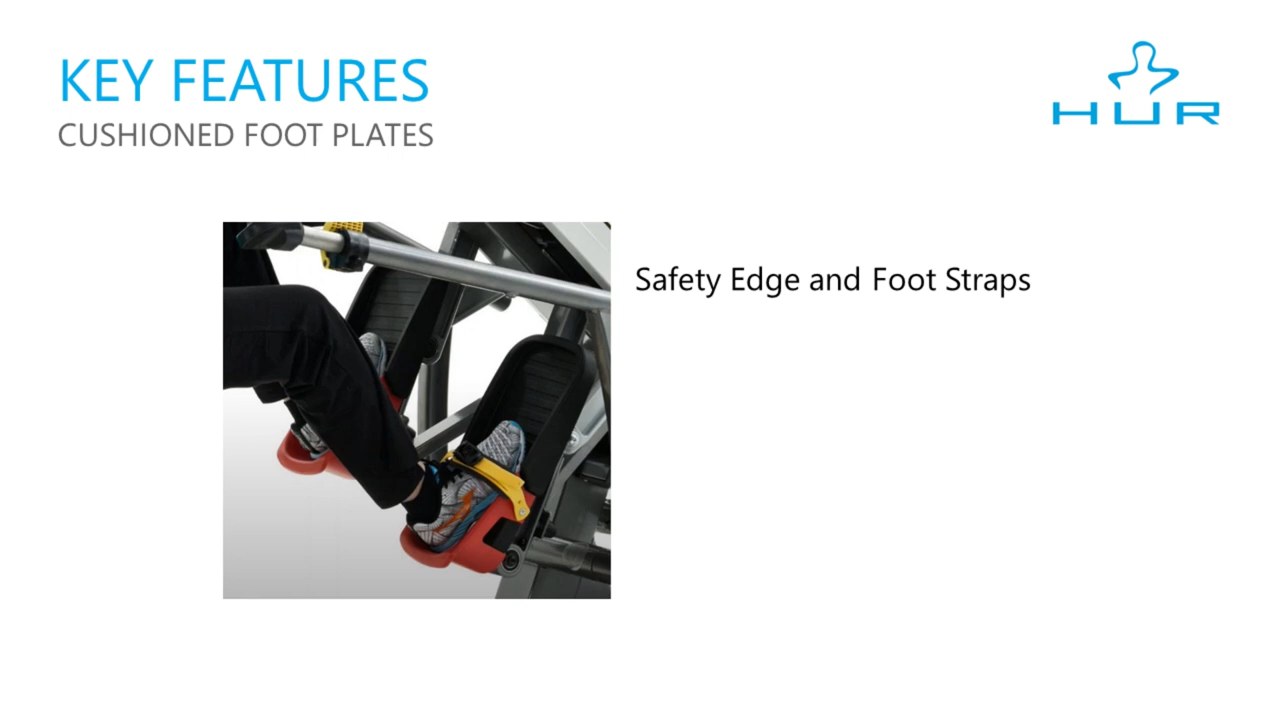 KEY FEATURES
CUSHIONED FOOT PLATES
HUR
Safety Edge and Foot Straps